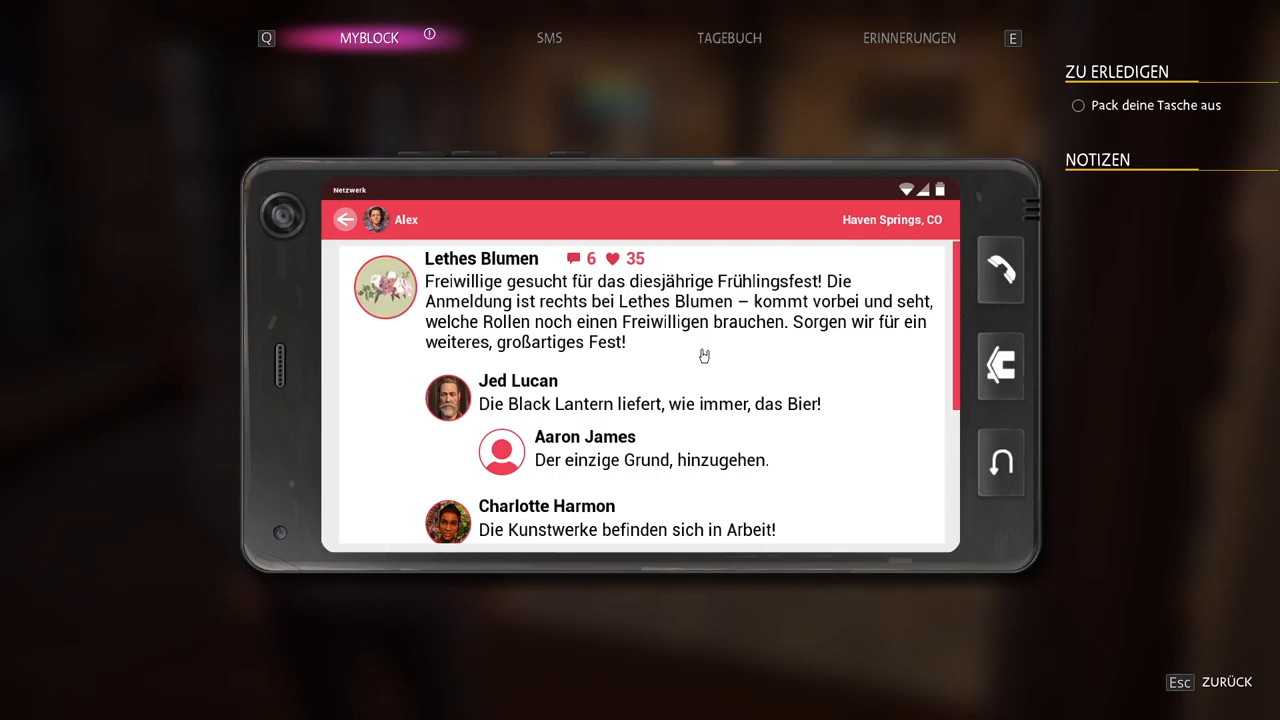 Q
MYBLOCK
SMS
TAGEBUCH
ERINNERUNGEN
E
ZU ERLEDIGEN
Pack deine Tasche aus
NOTIZEN
Netzwerk
Alex
Haven Springs, CO
Lethes Blumen 6 35
Freiwillige gesucht für das diesjährige Frühlingsfest! Die
Anmeldung ist rechts bei Lethes Blumen – kommt vorbei und seht,
welche Rollen noch einen Freiwilligen brauchen. Sorgen wir für ein
weiteres, großartiges Fest!
Jed Lucan
Die Black Lantern liefert, wie immer, das Bier!
Aaron James
Der einzige Grund, hinzugehen.
Charlotte Harmon
Die Kunstwerke befinden sich in Arbeit!
Esc ZURÜCK